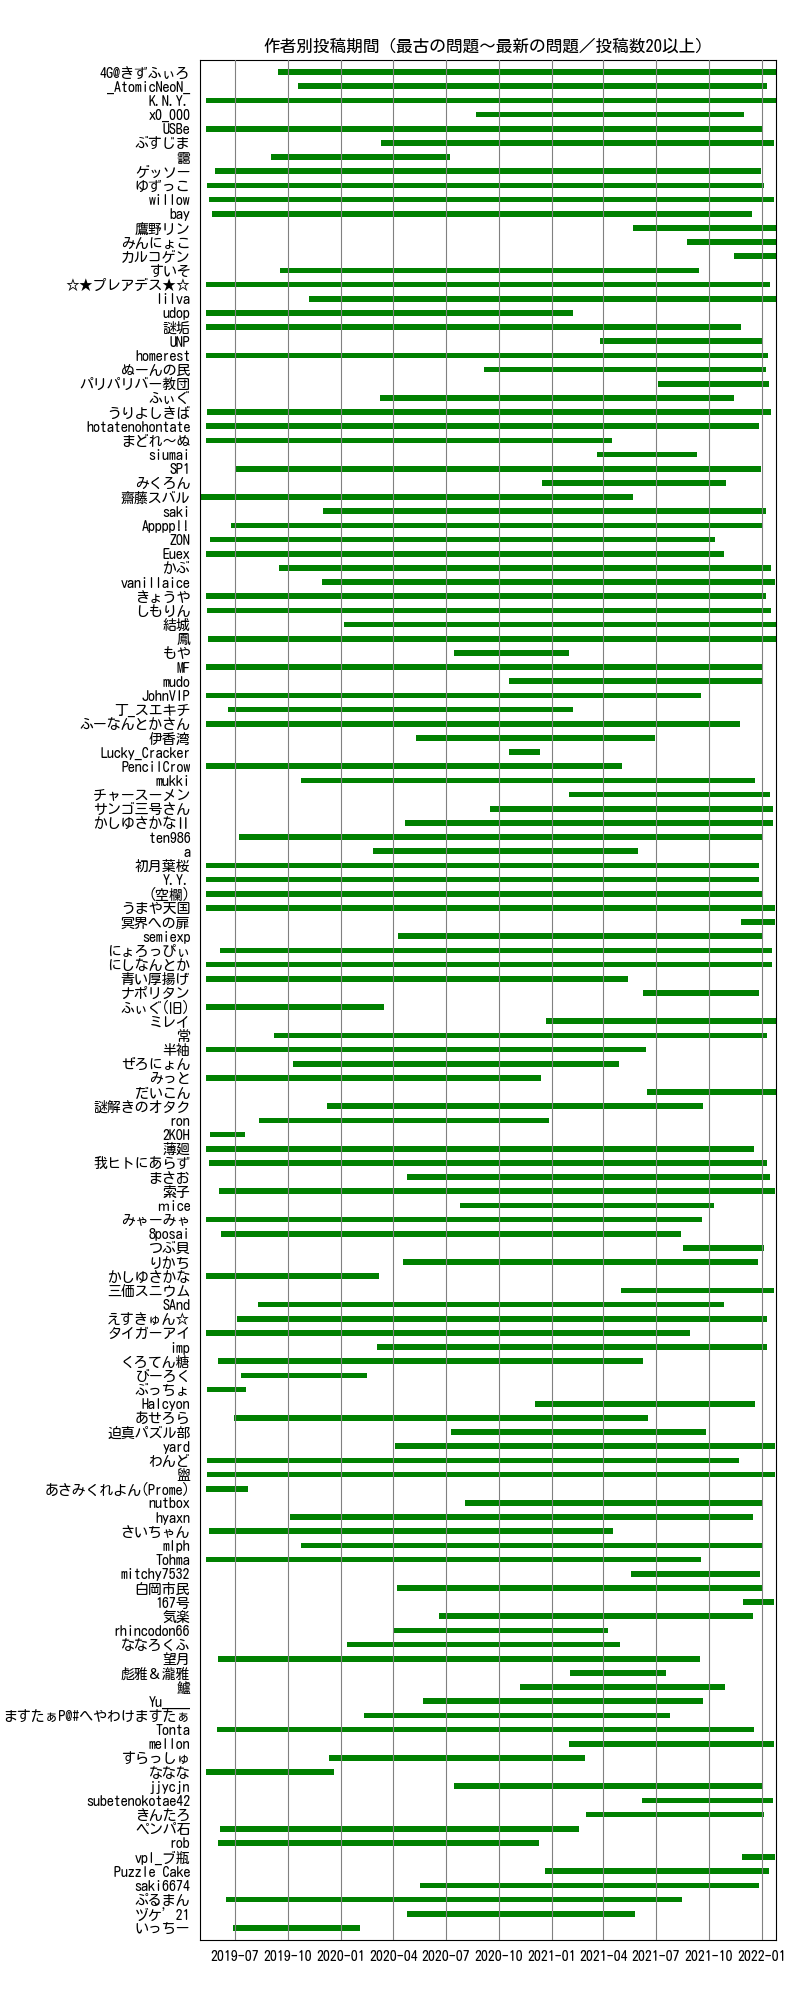 作者別投稿期間（最古の問題～最新の問題／投稿数20以上）
4G@きずふぃろ
_AtomicNeoN_
K.N.Y.
x0_000
USBe
ぶすじま
ゲッソー
ゆずっこ
willow
bay
鷹野リン
みんにょこ
カルコゲン
すいそ
☆★プレアデス★☆
lilva
udop
謎垢
UNP
homerest
ぬーんの民
パリパリバー教団
ふぃぐ
うりよしきば
hotatenohontate
まどれ～ぬ
siumai
SP1
みくろん
齋藤スバル
saki
Appppll
ZON
Euex
かぶ
vanillaice
きょうや
しもりん
結城
鳳
もや
MF
mudo
JohnVIP
丁_スエキチ
ふーなんとかさん
伊香湾
Lucky_Cracker
PencilCrow
mukki
チャースーメン
サンゴ三号さん
かしゆさかなII
ten986
a
初月葉桜
Y.Y.
(空欄)
うまや天国
冥界への扉
semiexp
にょろっぴぃ
にしなんとか
青い厚揚げ
ナポリタン
ふぃぐ(旧)
ミレイ
常
半袖
ぜろにょん
みっと
だいこん
謎解きのオタク
ron
2KOH
薄廻
我ヒトにあらず
まさお
索子
mice
みゃーみゃ
8posai
つぶ貝
りかち
かしゆさかな
三価スニウム
SAnd
えすきゅん☆
タイガーアイ
imp
くろてん糖
びーろく
ぶっちょ
Halcyon
あせろら
迫真パズル部
yard
わんど
あさみくれよん(Prome)
nutbox
hyaxn
さいちゃん
mlph
Tohma
mitchy7532
白岡市民
167号
気楽
rhincodon66
ななろくふ
望月
彪雅＆瀧雅
鱸
Yu____
ますたぁP@#へやわけますたぁ
Tonta
mellon
すらっしゅ
ななな
jjycjn
subetenokotae42
きんたろ
ペンパ石
rob
vpl_ブ瓶
Puzzle Cake
saki6674
ぷるまん
ヅケ゜21
いっちー
2019-07 2019-10 2020-01 2020-04 2020-07 2020-10 2021-01 2021-04 2021-07 2021-10 2022-01